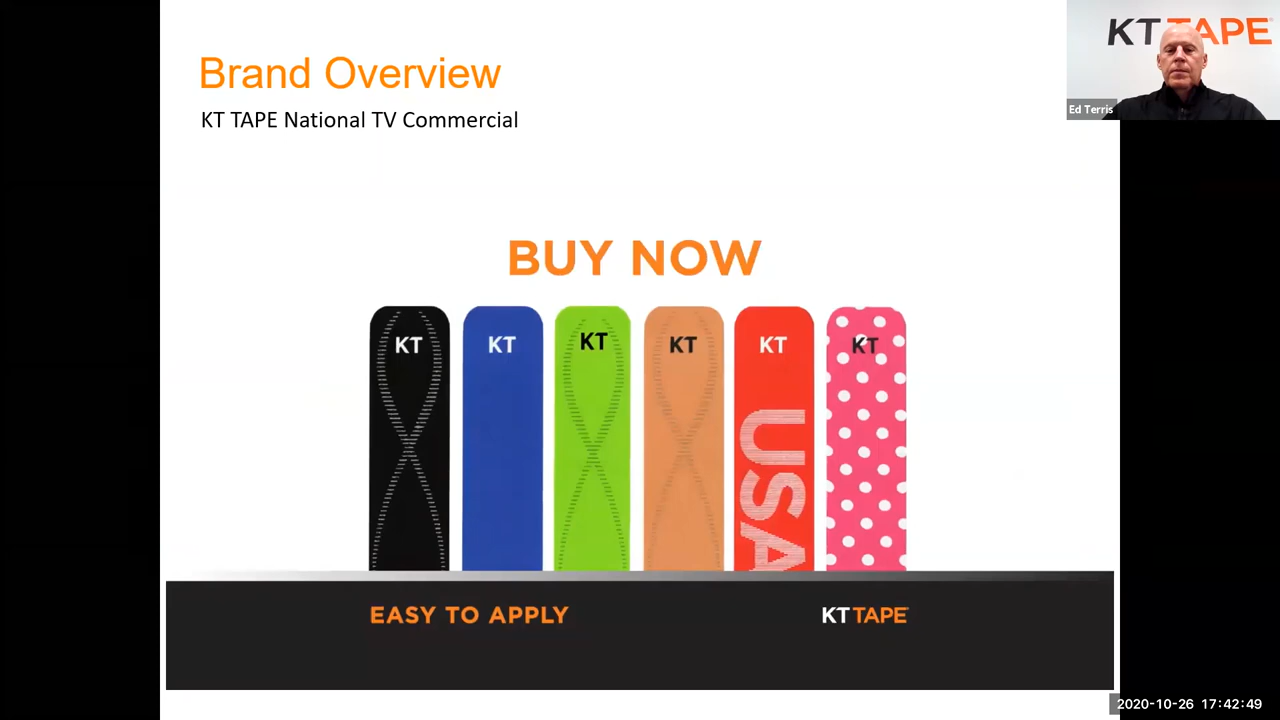 Brand Overview
KT TAPE National TV Commercial
KT TAPE
Ed Terris
BUY NOW
KT
KT
KT
KT
KT
KT
USA
EASY TO APPLY
KT TAPE
2020-10-26 17:42:49